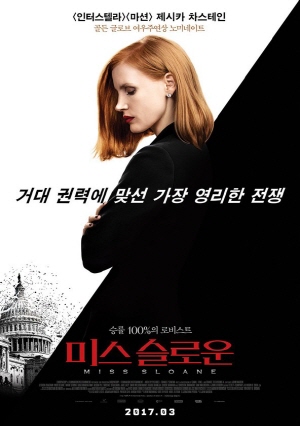 <인터스텔라><마션> 제시카 차스테인
골든 글로브 여우주연상 노미네이트
거대 권력에 맞선 가장 영리한 전쟁
승률 100%의 로비스트
미스 슬로운
MISS SLOANE
2017.03